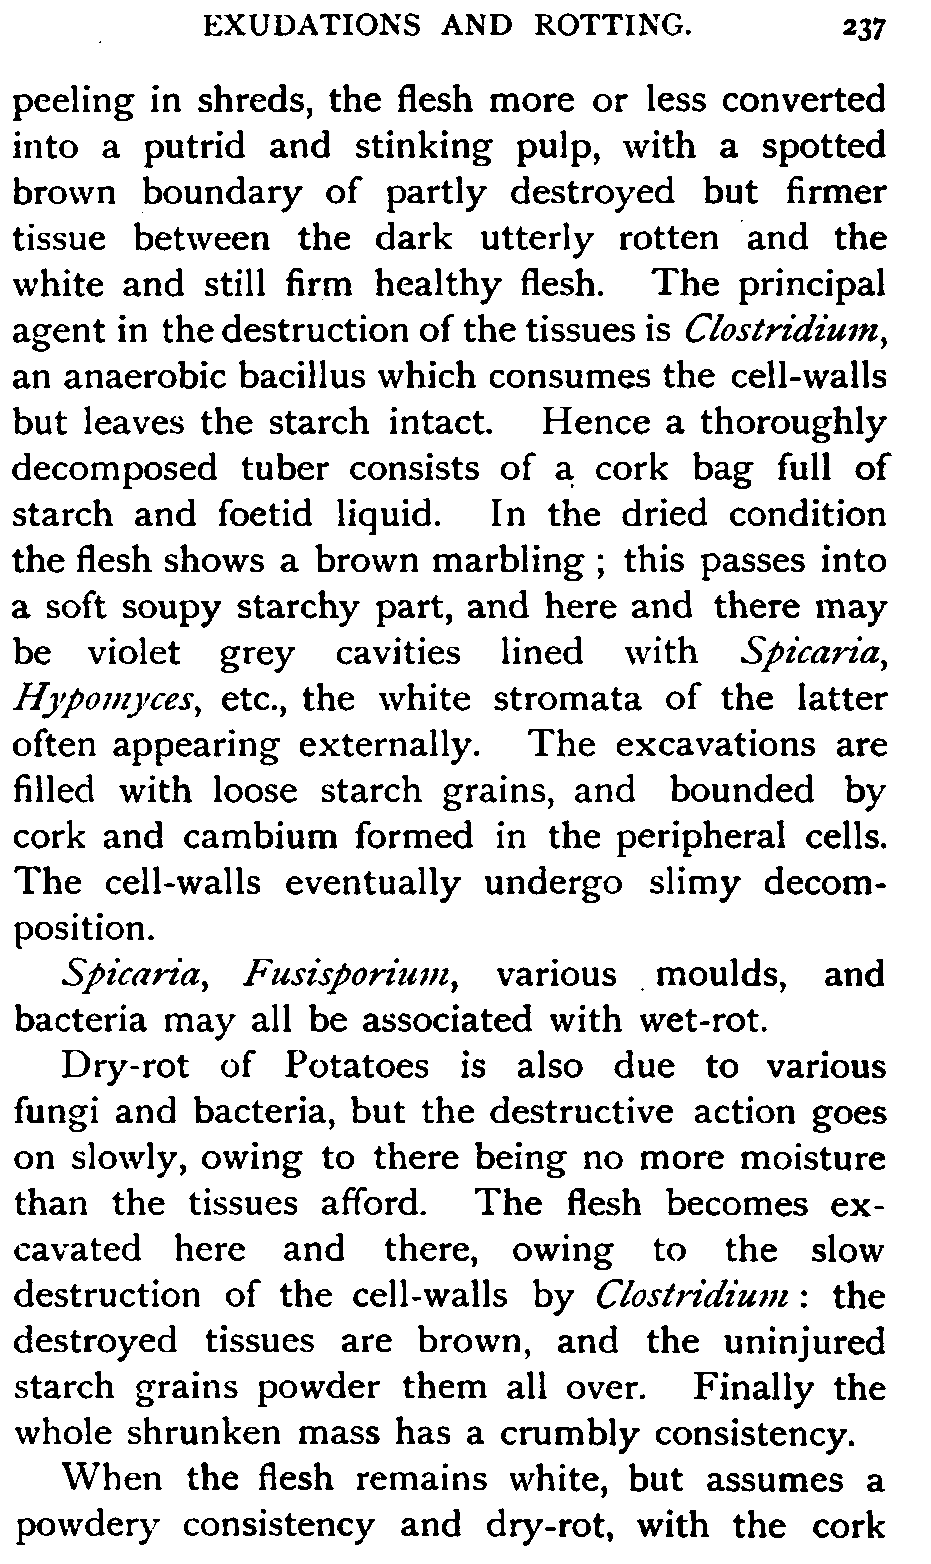 EXUDATIONS AND ROTTING. 237
peeling in shreds, the flesh more or less converted
into a putrid and stinking pulp, with a spotted
brown boundary of partly destroyed but firmer
tissue between the dark utterly rotten and the
white and still firm healthy flesh. The principal
agent in the destruction of the tissues is Clostridium,
an anaerobic bacillus which consumes the cell-walls
but leaves the starch intact. Hence a thoroughly
decomposed tuber consists of a cork bag full of
starch and foetid liquid. In the dried condition
the flesh shows a brown marbling ; this passes into
a soft soupy starchy part, and here and there may
be violet grey cavities lined with Spicaria,
Hypomyces, etc., the white stromata of the latter
often appearing externally. The excavations are
filled with loose starch grains, and bounded by
cork and cambium formed in the peripheral cells.
The cell-walls eventually undergo slimy decom-
position.
Spicaria, Fusisporium, various moulds, and
bacteria may all be associated with wet-rot.
Dry-rot of Potatoes is also due to various
fungi and bacteria, but the destructive action goes
on slowly, owing to there being no more moisture
than the tissues afford. The flesh becomes ex-
cavated here and there, owing to the slow
destruction of the cell-walls by Clostridium : the
destroyed tissues are brown, and the uninjured
starch grains powder them all over. Finally the
whole shrunken mass has a crumbly consistency.
When the flesh remains white, but assumes a
powdery consistency and dry-rot, with the cork